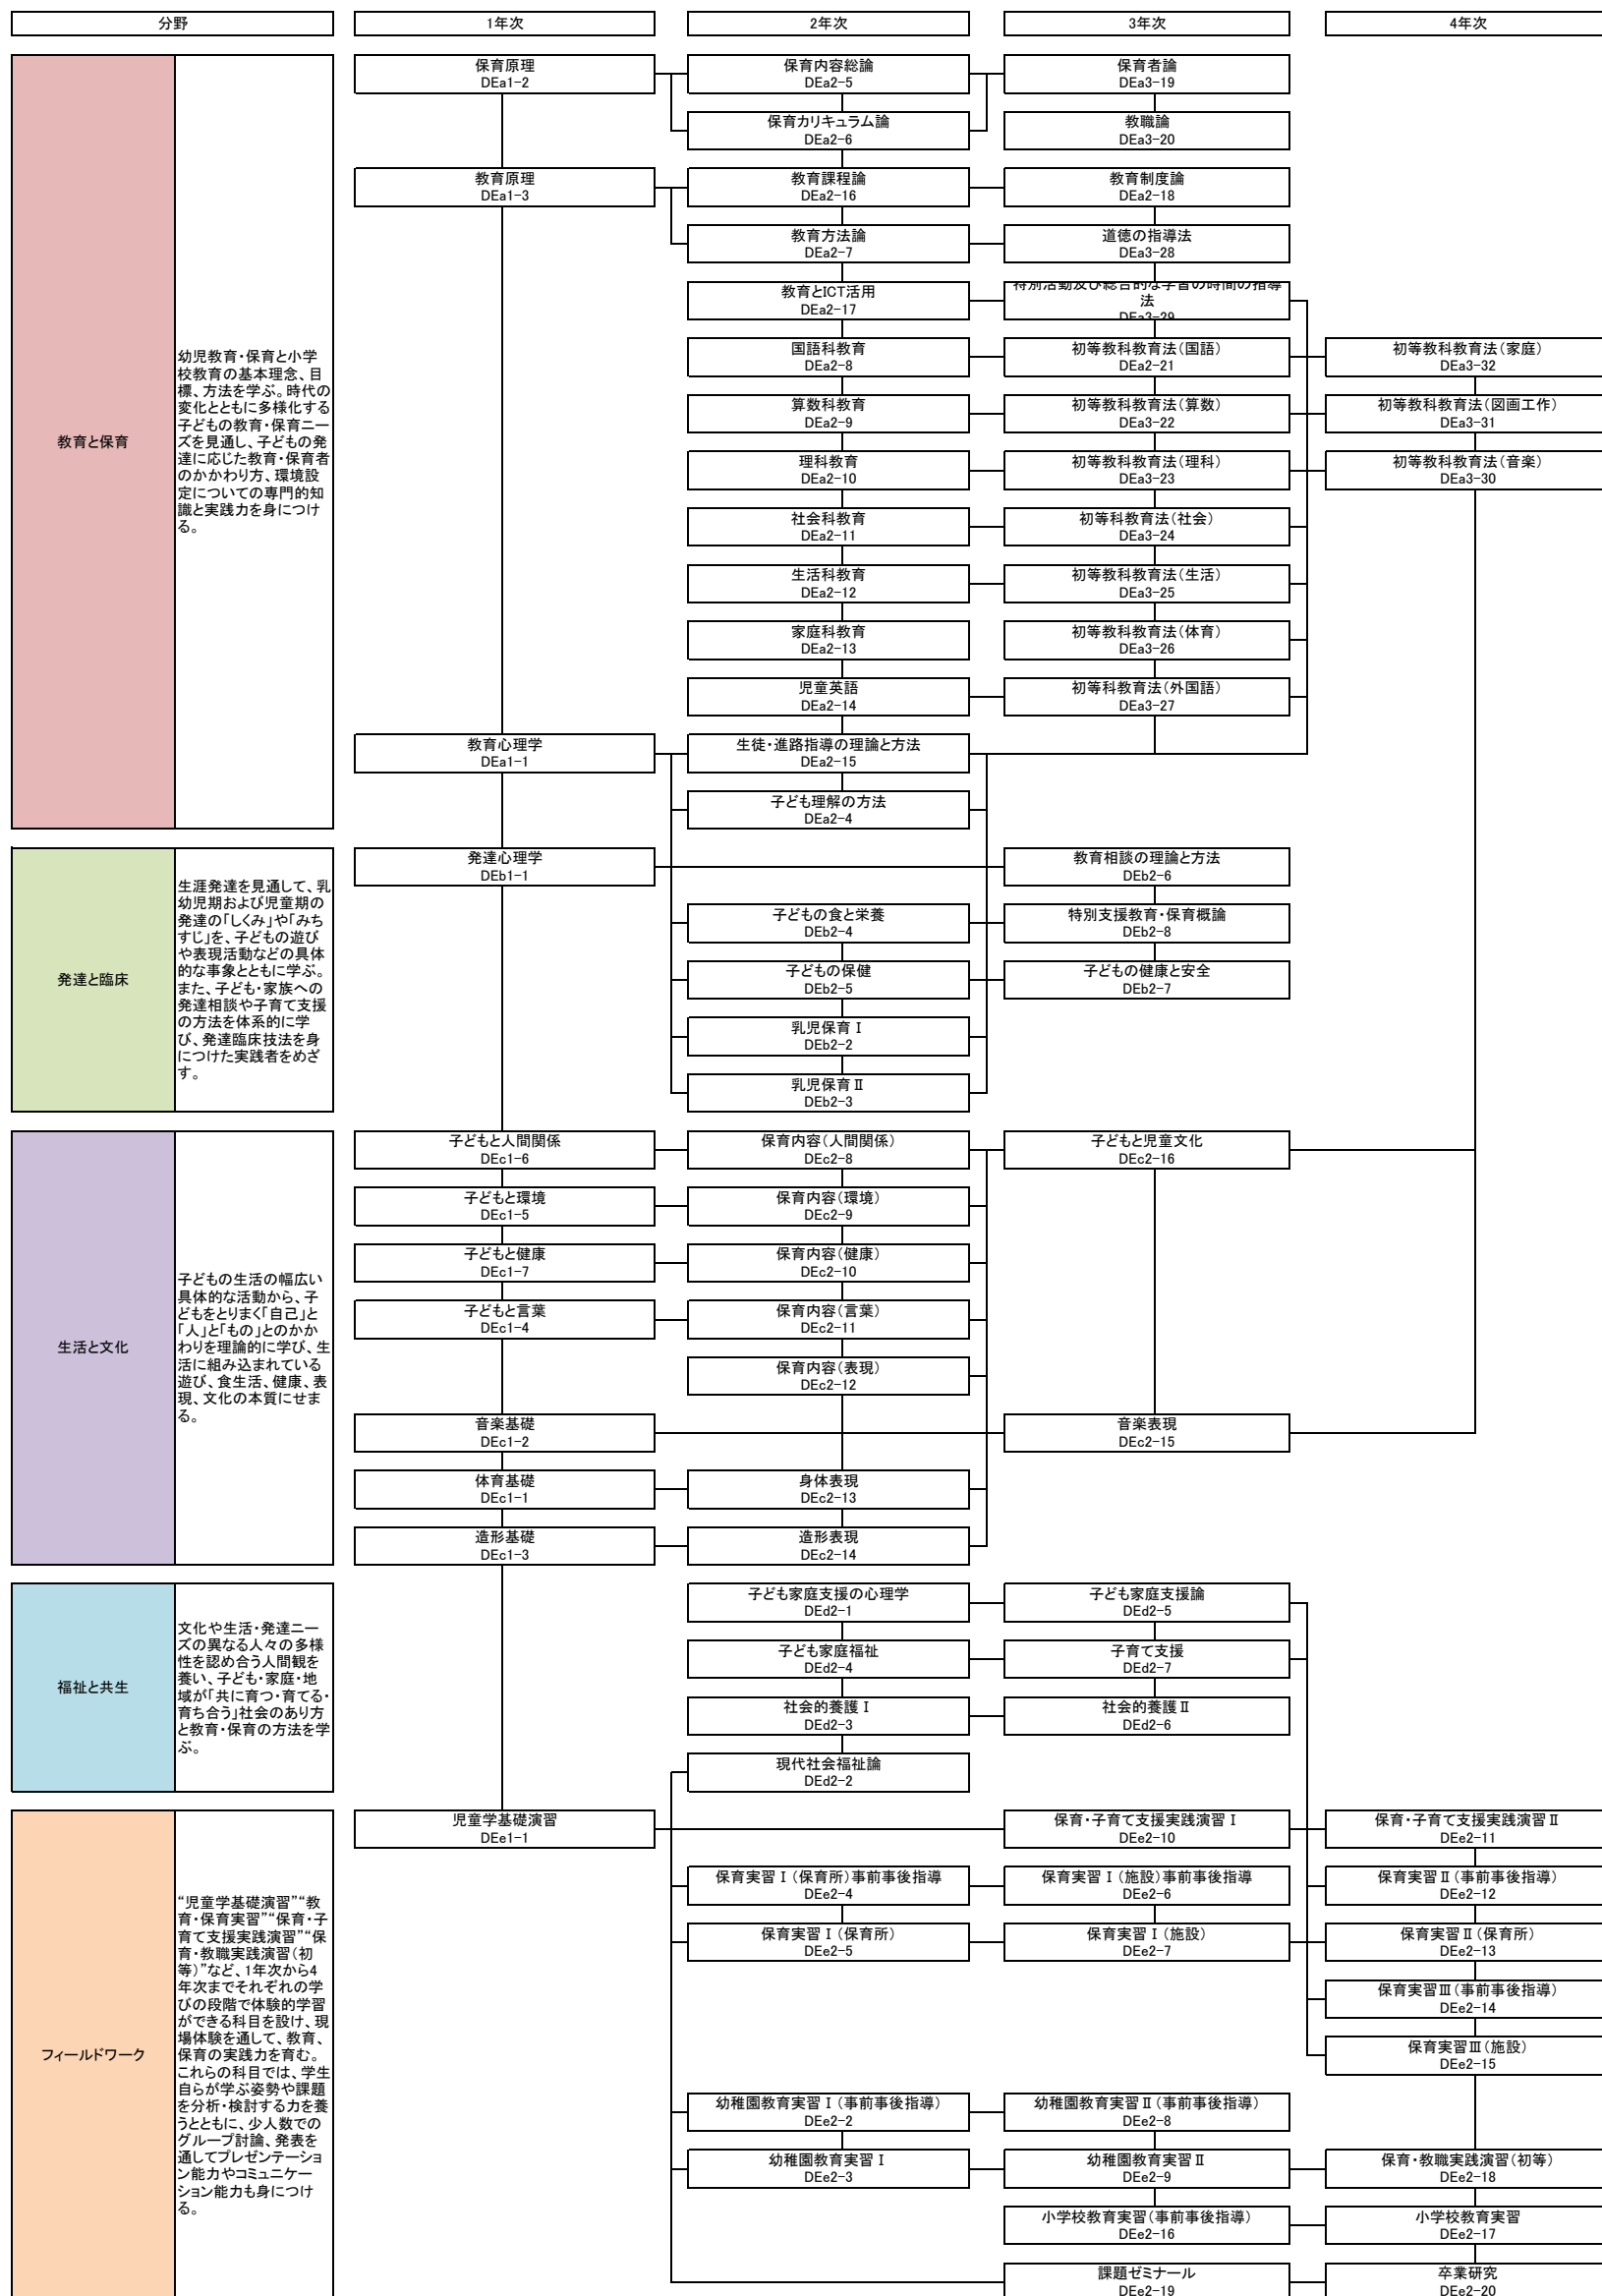 分野
1年次
2年次
3年次
4年次
教育と保育
幼児教育・保育と小学
校教育の基本理念、目
標、方法を学ぶ。時代の
変化とともに多様化する
子どもの教育・保育ニー
ズを見通し、子どもの発
達に応じた教育・保育者
のかかわり方、環境設
定についての専門的知
識と実践力を身につけ
る。
保育原理
DEa1-2
保育内容総論
DEa2-5
保育者論
DEa3-19
保育カリキュラム論
DEa2-6
教職論
DEa3-20
教育原理
DEa1-3
教育課程論
DEa2-16
教育制度論
DEa2-18
教育方法論
DEa2-7
道徳の指導法
DEa3-28
教育とICT活用
DEa2-17
特別活動及び総合的な学習の時間の指導
法
DEa3-29
国語科教育
DEa2-8
初等教科教育法(国語)
DEa2-21
初等教科教育法(家庭)
DEa3-32
算数科教育
DEa2-9
初等教科教育法(算数)
DEa3-22
初等教科教育法(図画工作)
DEa3-31
理科教育
DEa2-10
初等教科教育法(理科)
DEa3-23
初等教科教育法(音楽)
DEa3-30
社会科教育
DEa2-11
初等科教育法(社会)
DEa3-24
生活科教育
DEa2-12
初等教科教育法(生活)
DEa3-25
家庭科教育
DEa2-13
初等教科教育法(体育)
DEa3-26
児童英語
DEa2-14
初等科教育法(外国語)
DEa3-27
教育心理学
DEa1-1
生徒・進路指導の理論と方法
DEa2-15
子ども理解の方法
DEa2-4
発達と臨床
生涯発達を見通して、乳
幼児期および児童期の
発達の「しくみ」や「みち
すじ」を、子どもの遊び
や表現活動などの具体
的な事象とともに学ぶ。
また、子ども・家族への
発達相談や子育て支援
の方法を体系的に学
び、発達臨床技法を身
につけた実践者をめざ
す。
発達心理学
DEb1-1
教育相談の理論と方法
DEb2-6
子どもの食と栄養
DEb2-4
特別支援教育・保育概論
DEb2-8
子どもの保健
DEb2-5
子どもの健康と安全
DEb2-7
乳児保育Ⅰ
DEb2-2
乳児保育Ⅱ
DEb2-3
生活と文化
子どもの生活の幅広い
具体的な活動から、子
どもをとりまく「自己」と
「人」と「もの」とのかか
わりを理論的に学び、生
活に組み込まれている
遊び、食生活、健康、表
現、文化の本質にせま
る。
子どもと人間関係
DEc1-6
保育内容(人間関係)
DEc2-8
子どもと児童文化
DEc2-16
子どもと環境
DEc1-5
保育内容(環境)
DEc2-9
子どもと健康
DEc1-7
保育内容(健康)
DEc2-10
子どもと言葉
DEc1-4
保育内容(言葉)
DEc2-11
保育内容(表現)
DEc2-12
音楽基礎
DEc1-2
音楽表現
DEc2-15
体育基礎
DEc1-1
身体表現
DEc2-13
造形基礎
DEc1-3
造形表現
DEc2-14
福祉と共生
文化や生活・発達ニー
ズの異なる人々の多様
性を認め合う人間観を
養い、子ども・家庭・地
域が「共に育つ・育てる・
育ち合う」社会のあり方
と教育・保育の方法を学
ぶ。
子ども家庭支援の心理学
DEd2-1
子ども家庭支援論
DEd2-5
子ども家庭福祉
DEd2-4
子育て支援
DEd2-7
社会的養護Ⅰ
DEd2-3
社会的養護Ⅱ
DEd2-6
現代社会福祉論
DEd2-2
フィールドワーク
“児童学基礎演習”“教
育・保育実習”“保育・子
育て支援実践演習”“保
育・教職実践演習(初
等)”など、1年次から4
年次までそれぞれの学
びの段階で体験的学習
ができる科目を設け、現
場体験を通して、教育、
保育の実践力を育む。
これらの科目では、学生
自らが学ぶ姿勢や課題
を分析・検討する力を養
うとともに、少人数での
グループ討論、発表を
通してプレゼンテーショ
ン能力やコミュニケー
ション能力も身につけ
る。
児童学基礎演習
DEe1-1
保育・子育て支援実践演習Ⅰ
DEe2-10
保育・子育て支援実践演習Ⅱ
DEe2-11
保育実習Ⅰ(保育所)事前事後指導
DEe2-4
保育実習Ⅰ(施設)事前事後指導
DEe2-6
保育実習Ⅱ(事前事後指導)
DEe2-12
保育実習Ⅰ(保育所)
DEe2-5
保育実習Ⅰ(施設)
DEe2-7
保育実習Ⅱ(保育所)
DEe2-13
保育実習Ⅲ(事前事後指導)
DEe2-14
保育実習Ⅲ(施設)
DEe2-15
幼稚園教育実習Ⅰ(事前事後指導)
DEe2-2
幼稚園教育実習Ⅱ(事前事後指導)
DEe2-8
幼稚園教育実習Ⅰ
DEe2-3
幼稚園教育実習Ⅱ
DEe2-9
保育・教職実践演習(初等)
DEe2-18
小学校教育実習(事前事後指導)
DEe2-16
小学校教育実習
DEe2-17
課題ゼミナール
DEe2-19
卒業研究
DEe2-20